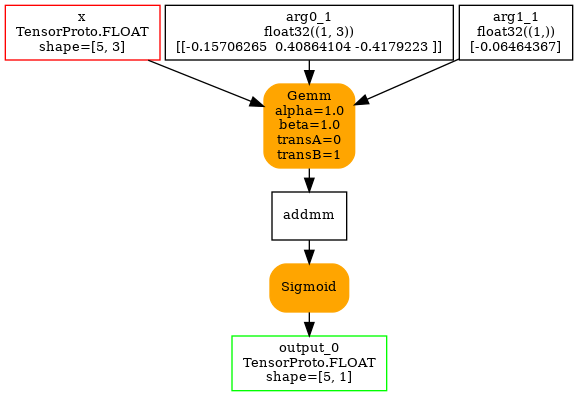 x
TensorProto.FLOAT
shape=[5, 3]
arg0_1
float32((1, 3))
[[-0.15706265  0.40864104 -0.4179223 ]]
arg1_1
float32((1,))
[-0.06464367]
Gemm
alpha=1.0
beta=1.0
transA=0
transB=1
addmm
Sigmoid
output_0
TensorProto.FLOAT
shape=[5, 1]